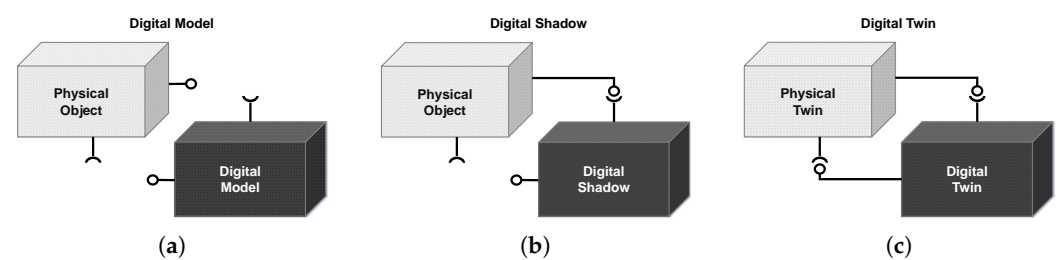 Digital Model
Digital Shadow
Digital Twin
Physical
Object
Digital
Model
Physical
Object
Digital
Shadow
Physical
Twin
Digital
Twin
(a)
(b)
(c)